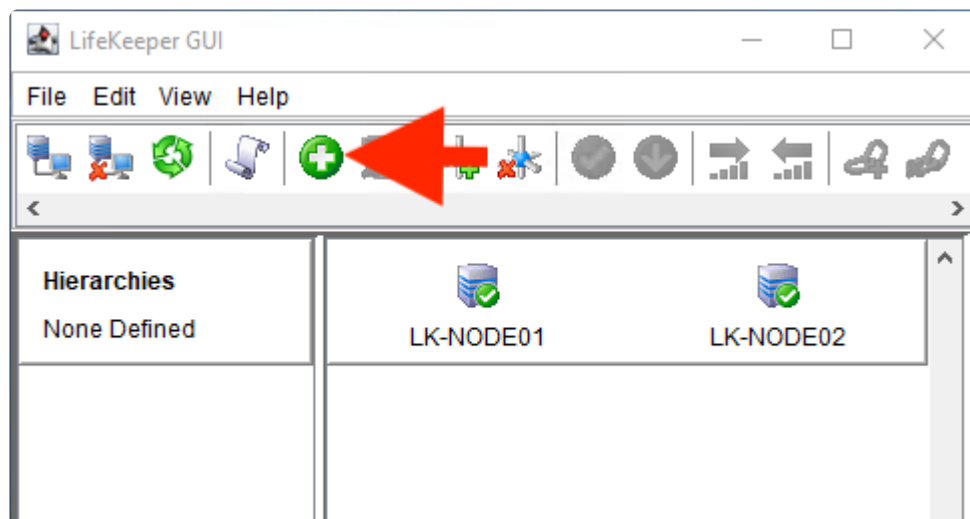 LifeKeeper GUI
File Edit View Help
Hierarchies
None Defined
LK-NODE01 LK-NODE02